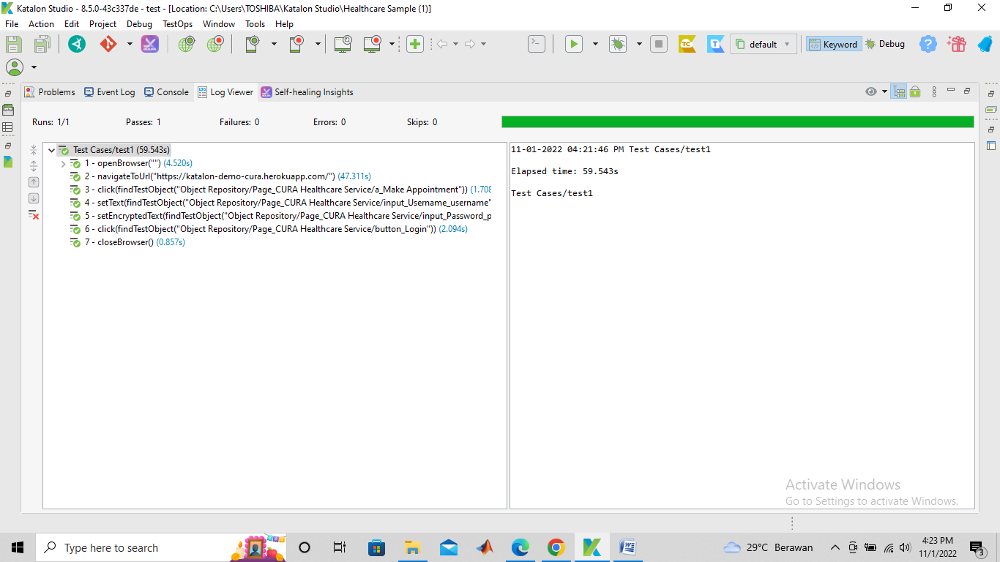 Katalon Studio - 8.5.0-43c337de - test - [Location: C:\Users\TOSHIBA\Katalon Studio\Healthcare Sample (1)]
File Action Edit Project Debug TestOps Window Tools Help
TC T default Keyword Debug
Problems Event Log Console Log Viewer Self-healing Insights
Runs: 1/1 Passes: 1 Failures: 0 Errors: 0 Skips: 0
Test Cases/test1 (59.543s)
1 - openBrowser("") (4.520s)
2 - navigateToUrl("https://katalon-demo-cura.herokuapp.com/") (47.311s)
3 - click(findTestObject("Object Repository/Page_CURA Healthcare Service/a_Make Appointment")) (1.708
4 - setText(findTestObject("Object Repository/Page_CURA Healthcare Service/input_Username_username"
5 - setEncryptedText(findTestObject("Object Repository/Page_CURA Healthcare Service/input_Password_p
6 - click(findTestObject("Object Repository/Page_CURA Healthcare Service/button_Login")) (2.094s)
7 - closeBrowser() (0.857s)
11-01-2022 04:21:46 PM Test Cases/test1
Elapsed time: 59.543s
Test Cases/test1
Activate Windows
Go to Settings to activate Windows.
Type here to search
29°C Berawan
4:23 PM
11/1/2022
3